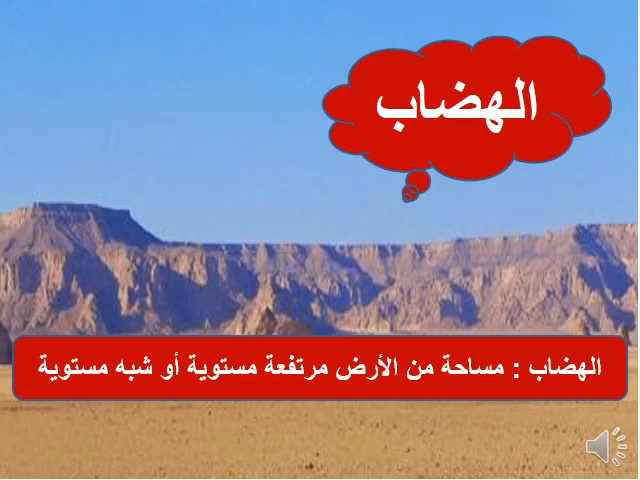 الهضاب
الهضاب : مساحة من الأرض مرتفعة مستوية أو شبه مستوية